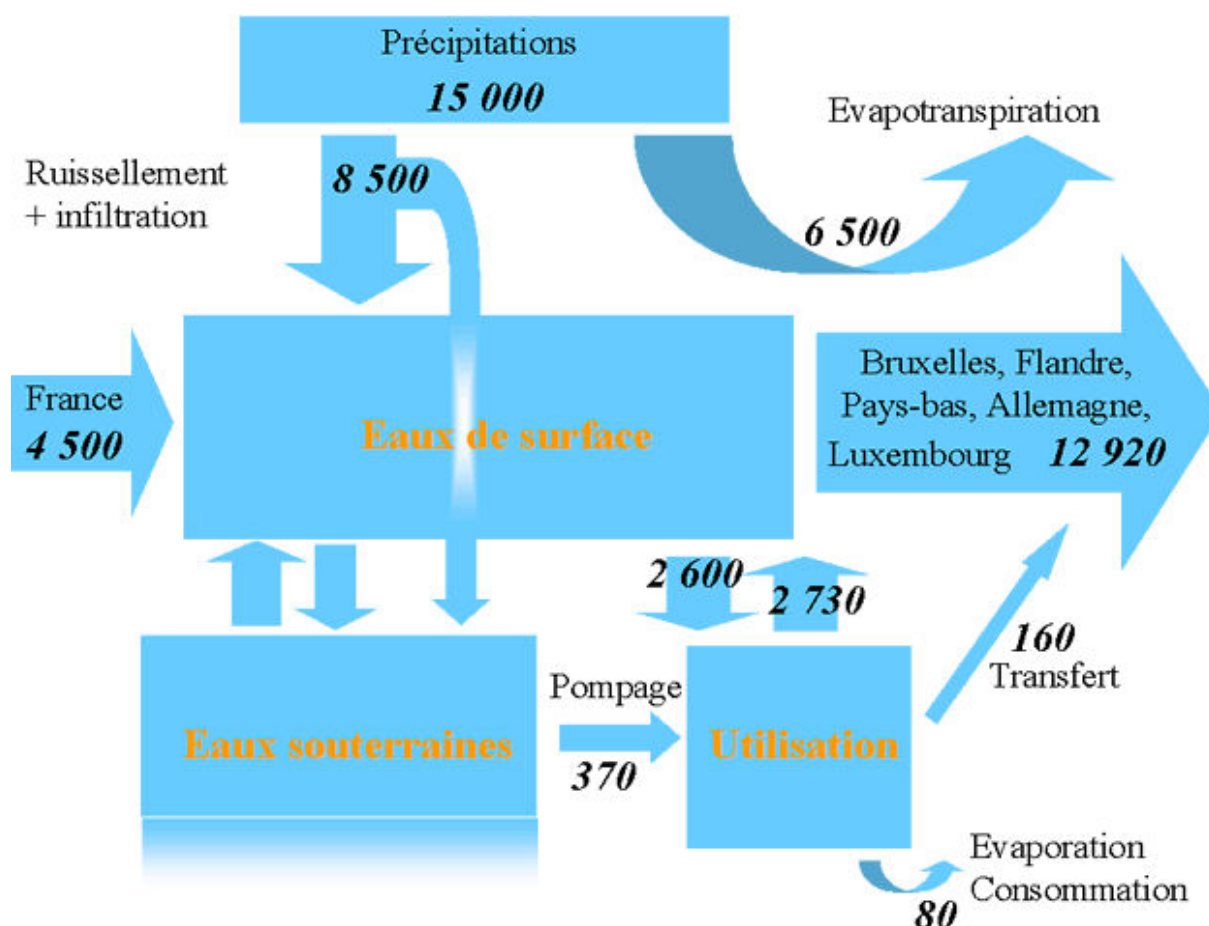 Précipitations
15 000
Evapotranspiration
Ruissellement
+ infiltration
8 500
6 500
France
4 500
Eaux de surface
Bruxelles, Flandre,
Pays-bas, Allemagne,
Luxembourg 12 920
2 600
2 730
160
Transfert
Pompage
370
Eaux souterraines
Utilisation
Evaporation
Consommation
80